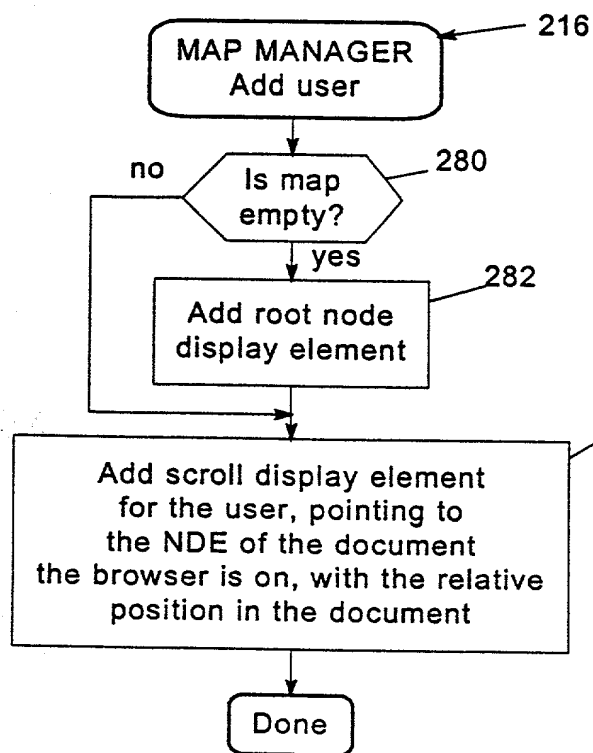 MAP MANAGER
Add user
216
no
Is map
empty?
280
yes
Add root node
display element
282
Add scroll display element
for the user, pointing to
the NDE of the document
the browser is on, with the relative
position in the document
Done